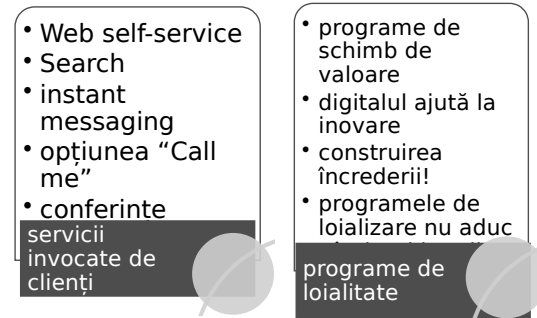 • Web self-service
• Search
• instant
messaging
• opțiunea “Call
me”
• conferinte
servicii
invocate de
clienți
• programe de
schimb de
valoare
• digitalul ajută la
inovare
• construirea
încrederii!
• programele de
loializare nu aduc
programe de
loialitate